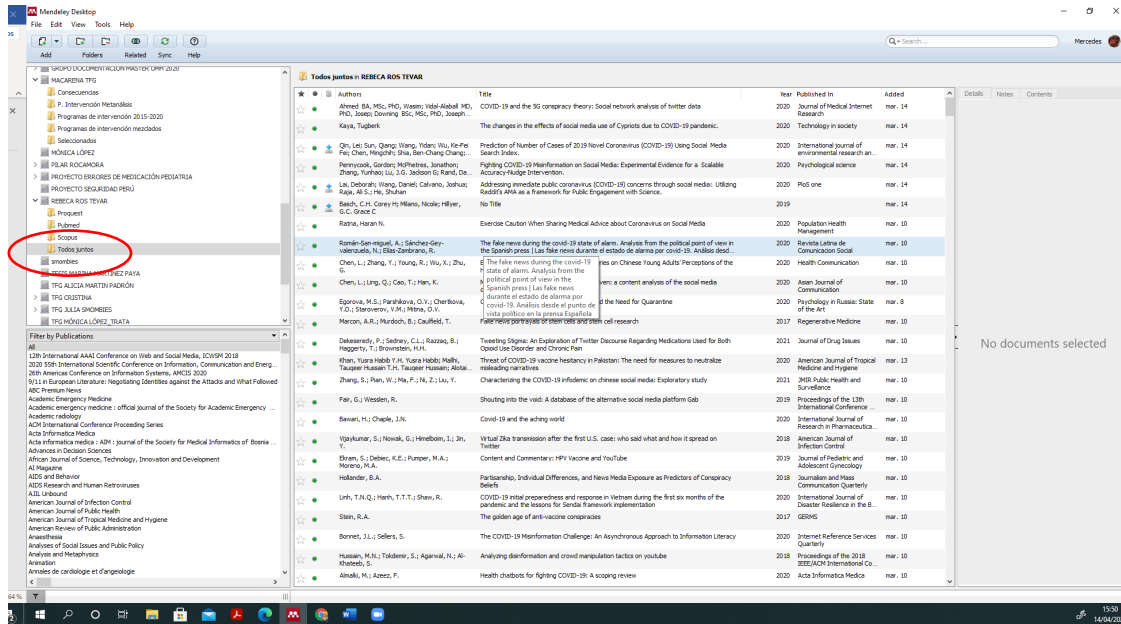 Mendeley Desktop
File Edit View Tools Help
Add Folders Related Sync Help
Search...
Mercedes
GRUPO DOCUMENTACION MASTER UMH 2020
MACARENA TFG
Consecuencias
P. Intervención Metanálisis
Programas de intervención 2015-2020
Programas de intervención mezclados
Seleccionados
MÓNICA LÓPEZ
PILAR ROCAMORA
PROYECTO ERRORES DE MEDICACIÓN PEDIATRIA
PROYECTO SEGURIDAD PERÚ
REBECA ROS TEVAR
Proquest
Pubmed
Scopus
Todos juntos
smombies
TESIS MARTHA MARTINEZ PAYA
TFG ALICIA MARTIN PADRÓN
TFG CRISTINA
TFG JULIA SMOMBIES
TFG MÓNICA LÓPEZ_TRATA
Filter by Publications
All
12th International AAAI Conference on Web and Social Media, ICWSM 2018
2020 55th International Scientific Conference on Information, Communication and Energ...
26th Americas Conference on Information Systems, AMCIS 2020
9/11 in European Literature: Negotiating Identities against the Attacks and What Followed
ABC Premium News
Academic Emergency Medicine
Academic emergency medicine : official journal of the Society for Academic Emergency ...
Academic radiology
ACM International Conference Proceeding Series
Acta Informatica Medica
Acta informatica medica : AIM : journal of the Society for Medical Informatics of Bosnia ...
Advances in Decision Sciences
African Journal of Science, Technology, Innovation and Development
AI Magazine
AIDS and Behavior
AIDS Research and Human Retroviruses
AJIL Unbound
American Journal of Infection Control
American Journal of Public Health
American Journal of Tropical Medicine and Hygiene
American Review of Public Administration
Anaesthesia
Analyses of Social Issues and Public Policy
Analysis and Metaphysics
Animation
Annales de cardiologie et d'angeiologie
Todos juntos in REBECA ROS TEVAR
Authors Title Year Published In Added
Ahmed BA, MSc, PhD, Wasim; Vidal-Alaball MD, COVID-19 and the 5G conspiracy theory: Social network analysis of twitter data 2020 Journal of Medical Internet mar. 14
PhD, Josep; Downing BSc, MSc, PhD, Joseph... Research
Kaya, Tugberk The changes in the effects of social media use of Cypriots due to COVID-19 pandemic. 2020 Technology in society mar. 14
Qin, Lei; Sun, Qiang; Wang, Yidan; Wu, Ke-Fei Prediction of Number of Cases of 2019 Novel Coronavirus (COVID-19) Using Social Media 2020 International journal of mar. 14
Fei; Chen, Mingchih; Shia, Ben-Chang Chang;... Search Index. environmental research an...
Pennycook, Gordon; McPhetres, Jonathon; Fighting COVID-19 Misinformation on Social Media: Experimental Evidence for a Scalable 2020 Psychological science mar. 14
Zhang, Yunhao; Lu, J.G. Jackson G; Rand, Da... Accuracy-Nudge Intervention.
Lai, Deborah; Wang, Daniel; Calvano, Joshua; Addressing immediate public coronavirus (COVID-19) concerns through social media: Utilizing 2020 PloS one mar. 14
Raja, Ali S.; He, Shuhan Reddit's AMA as a framework for Public Engagement with Science.
Basch, C.H. Corey H; Milano, Nicole; Hillyer, No Title 2019 mar. 14
G.C. Grace C
Ratna, Haran N. Exercise Caution When Sharing Medical Advice about Coronavirus on Social Media 2020 Population Health mar. 10
Management
Román-San-miguel, A.; Sánchez-Gey- The fake news during the covid-19 state of alarm. Analysis from the political point of view in 2020 Revista Latina de mar. 10
valenzuela, N.; Elías-Zambrano, R. the Spanish press | Las fake news durante el estado de alarma por covid-19. Análisis desd... Comunicacion Social
Chen, L.; Zhang, Y.; Young, R.; Wu, X.; Zhu, ries on Chinese Young Adults' Perceptions of the 2020 Health Communication mar. 10
G.
Chen, L.; Ling, Q.; Cao, T.; Han, K. ven: a content analysis of the social media 2020 Asian Journal of mar. 10
Communication
The fake news during the covid-19
state of alarm. Analysis from the
political point of view in the
Spanish press | Las fake news
durante el estado de alarma por
covid-19. Análisis desde el punto de
vista político en la prensa Española
Egorova, M.S.; Parshikova, O.V.; Chertkova, d the Need for Quarantine 2020 Psychology in Russia: State mar. 8
Y.D.; Staroverov, V.M.; Mitina, O.V. of the Art
Marcon, A.R.; Murdoch, B.; Caulfield, T. Fake news portrayals of stem cells and stem cell research 2017 Regenerative Medicine mar. 10
Dekeseredy, P.; Sedney, C.L.; Razzaq, B.; Tweeting Stigma: An Exploration of Twitter Discourse Regarding Medications Used for Both 2021 Journal of Drug Issues mar. 10
Haggerty, T.; Brownstein, H.H. Opioid Use Disorder and Chronic Pain
Khan, Yusra Habib Y.H. Yusra Habib; Mallhi, Threat of COVID-19 vaccine hesitancy in Pakistan: The need for measures to neutralize 2020 American Journal of Tropical mar. 13
Tauqeer Hussain T.H. Tauqeer Hussain; Alotai... misleading narratives Medicine and Hygiene
Zhang, S.; Pian, W.; Ma, F.; Ni, Z.; Liu, Y. Characterizing the COVID-19 infodemic on chinese social media: Exploratory study 2021 JMIR Public Health and mar. 10
Surveillance
Fair, G.; Wesslen, R. Shouting into the void: A database of the alternative social media platform Gab 2019 Proceedings of the 13th mar. 10
International Conference ...
Bawari, H.; Chaple, J.N. Covid-19 and the aching world 2020 International Journal of mar. 10
Research in Pharmaceutica...
Vijaykumar, S.; Nowak, G.; Himelboim, I.; Jin, Virtual Zika transmission after the first U.S. case: who said what and how it spread on 2018 American Journal of mar. 10
Y. Twitter Infection Control
Ekram, S.; Debiec, K.E.; Pumper, M.A.; Content and Commentary: HPV Vaccine and YouTube 2019 Journal of Pediatric and mar. 10
Moreno, M.A. Adolescent Gynecology
Hollander, B.A. Partisanship, Individual Differences, and News Media Exposure as Predictors of Conspiracy 2018 Journalism and Mass mar. 10
Beliefs Communication Quarterly
Linh, T.N.Q.; Hanh, T.T.T.; Shaw, R. COVID-19 initial preparedness and response in Vietnam during the first six months of the 2020 International Journal of mar. 10
pandemic and the lessons for Sendai framework implementation Disaster Resilience in the B...
Stein, R.A. The golden age of anti-vaccine conspiracies 2017 GERMS mar. 10
Bonnet, J.L.; Sellers, S. The COVID-19 Misinformation Challenge: An Asynchronous Approach to Information Literacy 2020 Internet Reference Services mar. 10
Quarterly
Hussain, M.N.; Tokdemir, S.; Agarwal, N.; Al- Analyzing disinformation and crowd manipulation tactics on youtube 2018 Proceedings of the 2018 mar. 10
Khateeb, S. IEEE/ACM International Co...
Almalki, M.; Azeez, F. Health chatbots for fighting COVID-19: A scoping review 2020 Acta Informatica Medica mar. 10
Details Notes Contents
No documents selected
64 %
15:50
14/04/20